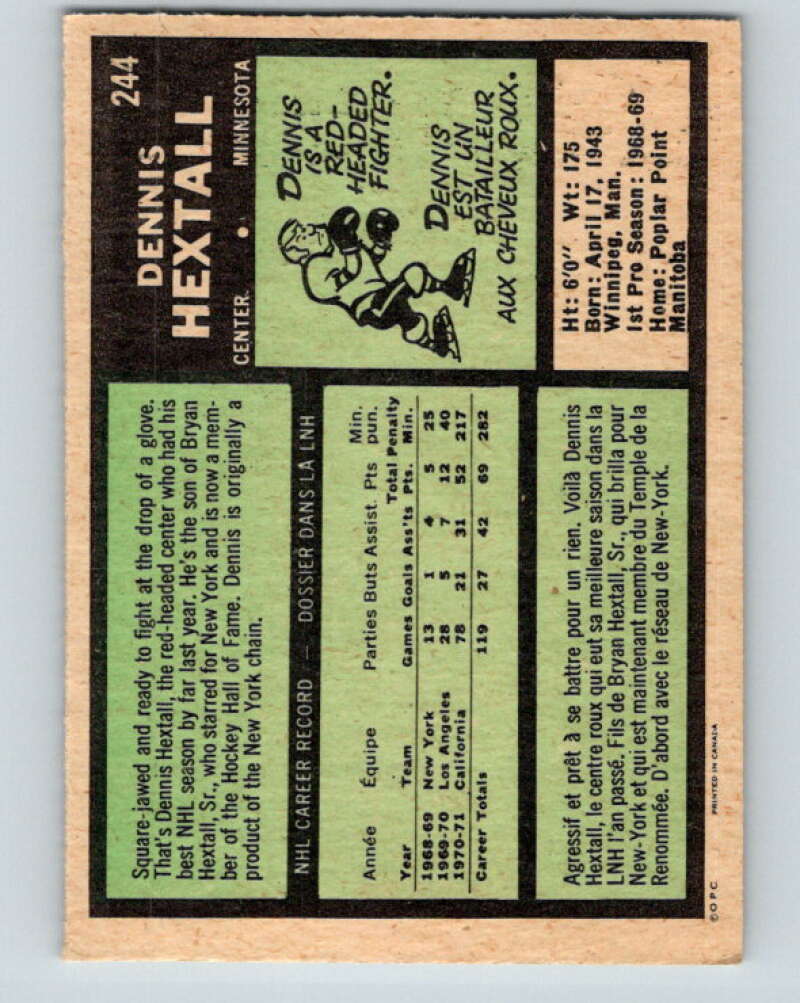 244
DENNIS
HEXTALL
CENTER. • MINNESOTA
DENNIS
IS A
RED-
HEADED
FIGHTER.
DENNIS
EST UN
BATAILLEUR
AUX CHEVEUX ROUX.
Ht: 6'0" Wt: 175
Born: April 17, 1943
Winnipeg, Man.
1st Pro Season: 1968-69
Home: Poplar Point
Manitoba
Square-jawed and ready to fight at the drop of a glove.
That's Dennis Hextall, the red-headed center who had his
best NHL season by far last year. He's the son of Bryan
Hextall, Sr., who starred for New York and is now a mem-
ber of the Hockey Hall of Fame. Dennis is originally a
product of the New York chain.
NHL CAREER RECORD — DOSSIER DANS LA LNH
Année Équipe Parties Buts Assist. Pts Min. pun.
Year Team Games Goals Ass'ts Total Pts. Penalty Min.
1968-69 New York 13 1 4 5 25
1969-70 Los Angeles 28 5 7 12 40
1970-71 California 78 21 31 52 217
Career Totals 119 27 42 69 282
Agressif et prêt à se battre pour un rien. Voilà Dennis
Hextall, le centre roux qui eut sa meilleure saison dans la
LNH l'an passé. Fils de Bryan Hextall, Sr., qui brilla pour
New-York et qui est maintenant membre du Temple de la
Renommée. D'abord avec le réseau de New-York.
© O P C PRINTED IN CANADA